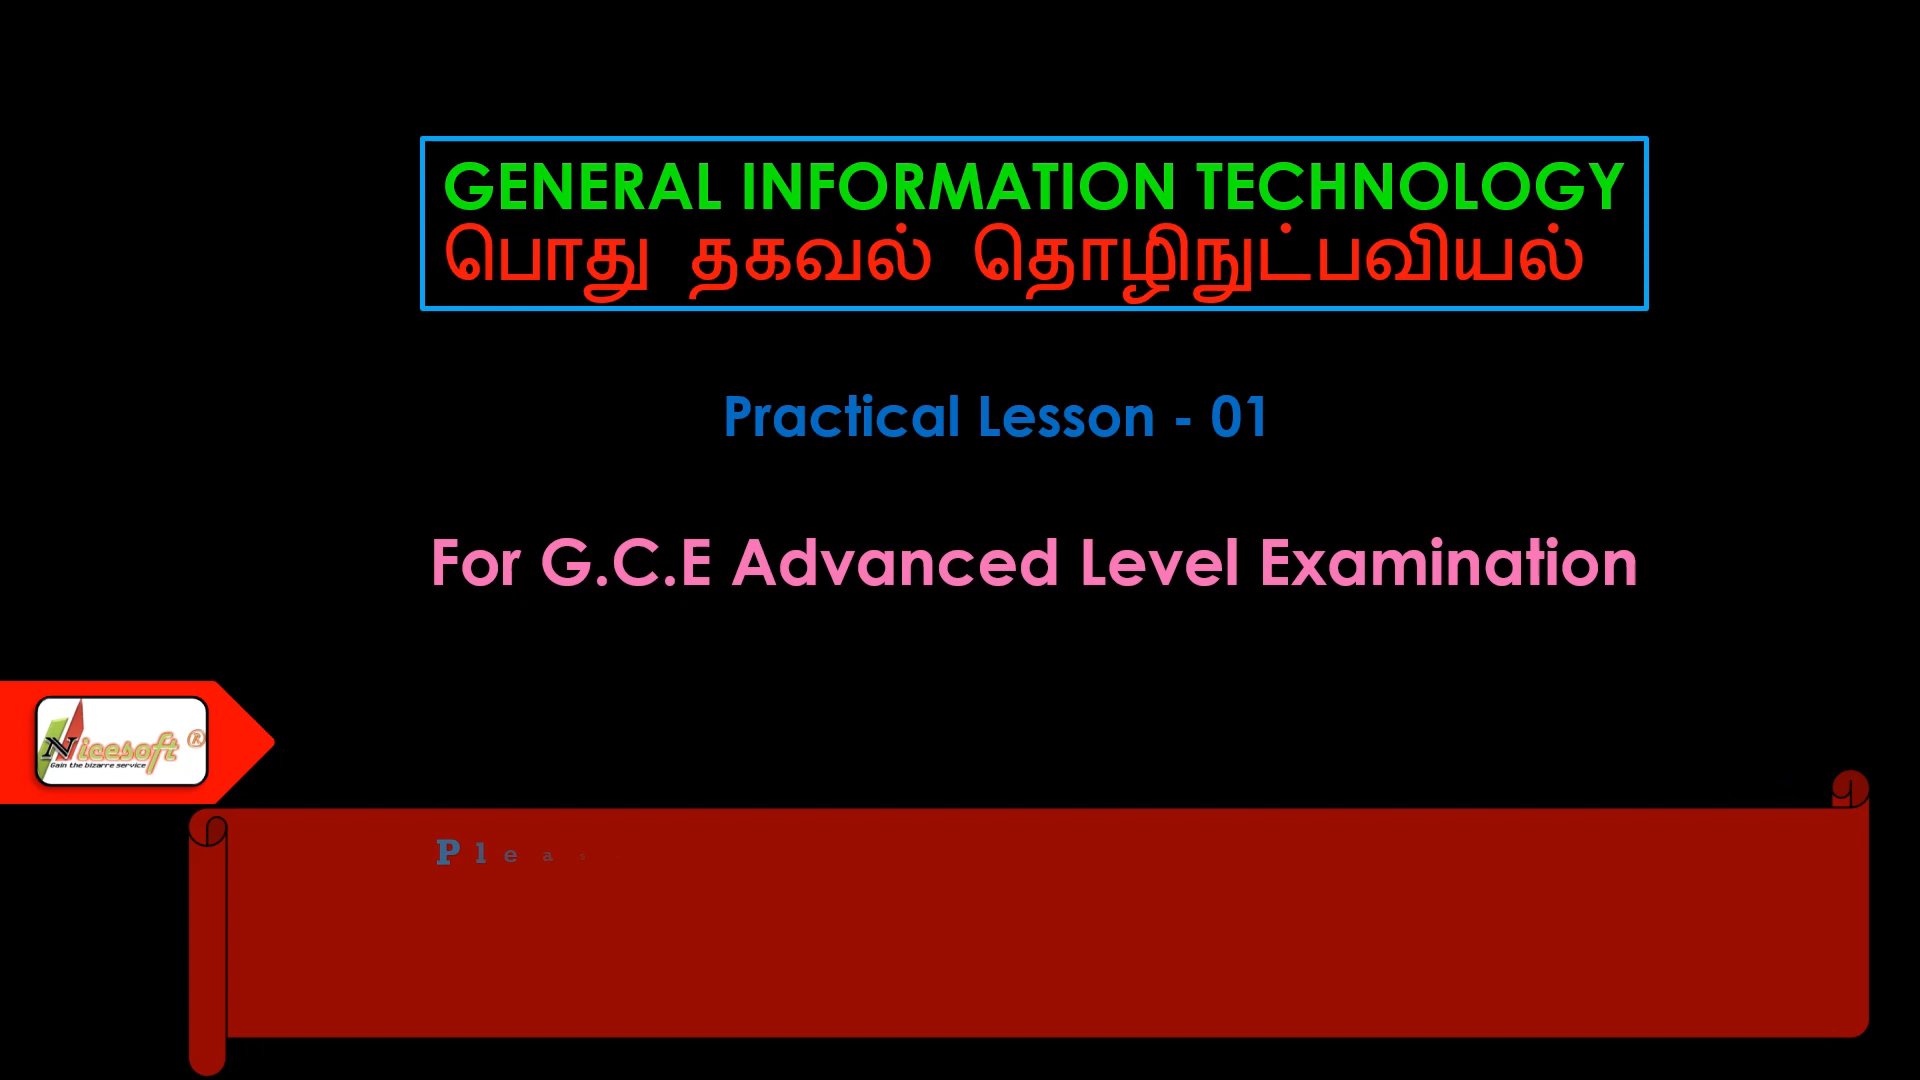 GENERAL INFORMATION TECHNOLOGY
பொது தகவல் தொழிநுட்பவியல்
Practical Lesson - 01
For G.C.E Advanced Level Examination
Nicesoft ®
Gain the bizarre service